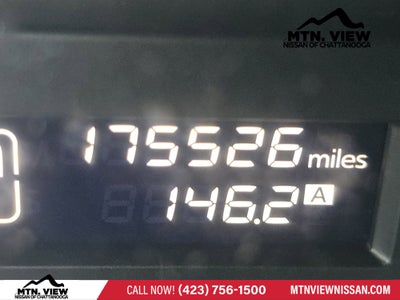 MTN. VIEW
NISSAN OF CHATTANOOGA
175526 miles
146.2 A
MTN. VIEW
NISSAN OF CHATTANOOGA
CALL NOW! (423) 756-1500
MTNVIEWNISSAN.COM